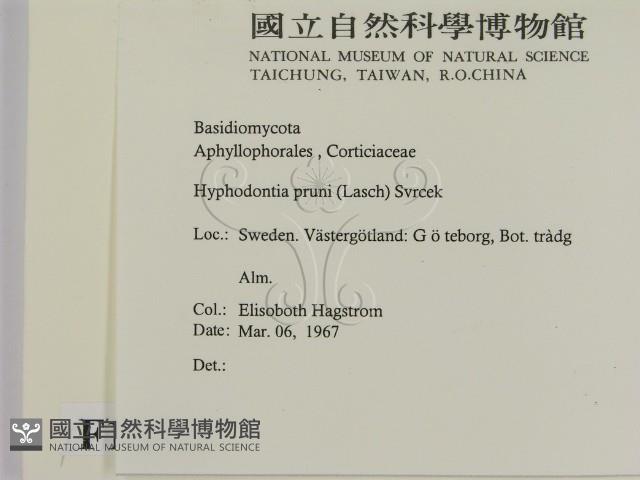 國立自然科學博物館
NATIONAL MUSEUM OF NATURAL SCIENCE
TAICHUNG, TAIWAN, R.O.CHINA
Basidiomycota
Aphyllophorales , Corticiaceae
Hyphodontia pruni (Lasch) Svrcek
Loc.: Sweden. Västergötland: G ö teborg, Bot. tràdg
Alm.
Col.: Elisoboth Hagstrom
Date: Mar. 06, 1967
Det.:
F
國立自然科學博物館
NATIONAL MUSEUM OF NATURAL SCIENCE